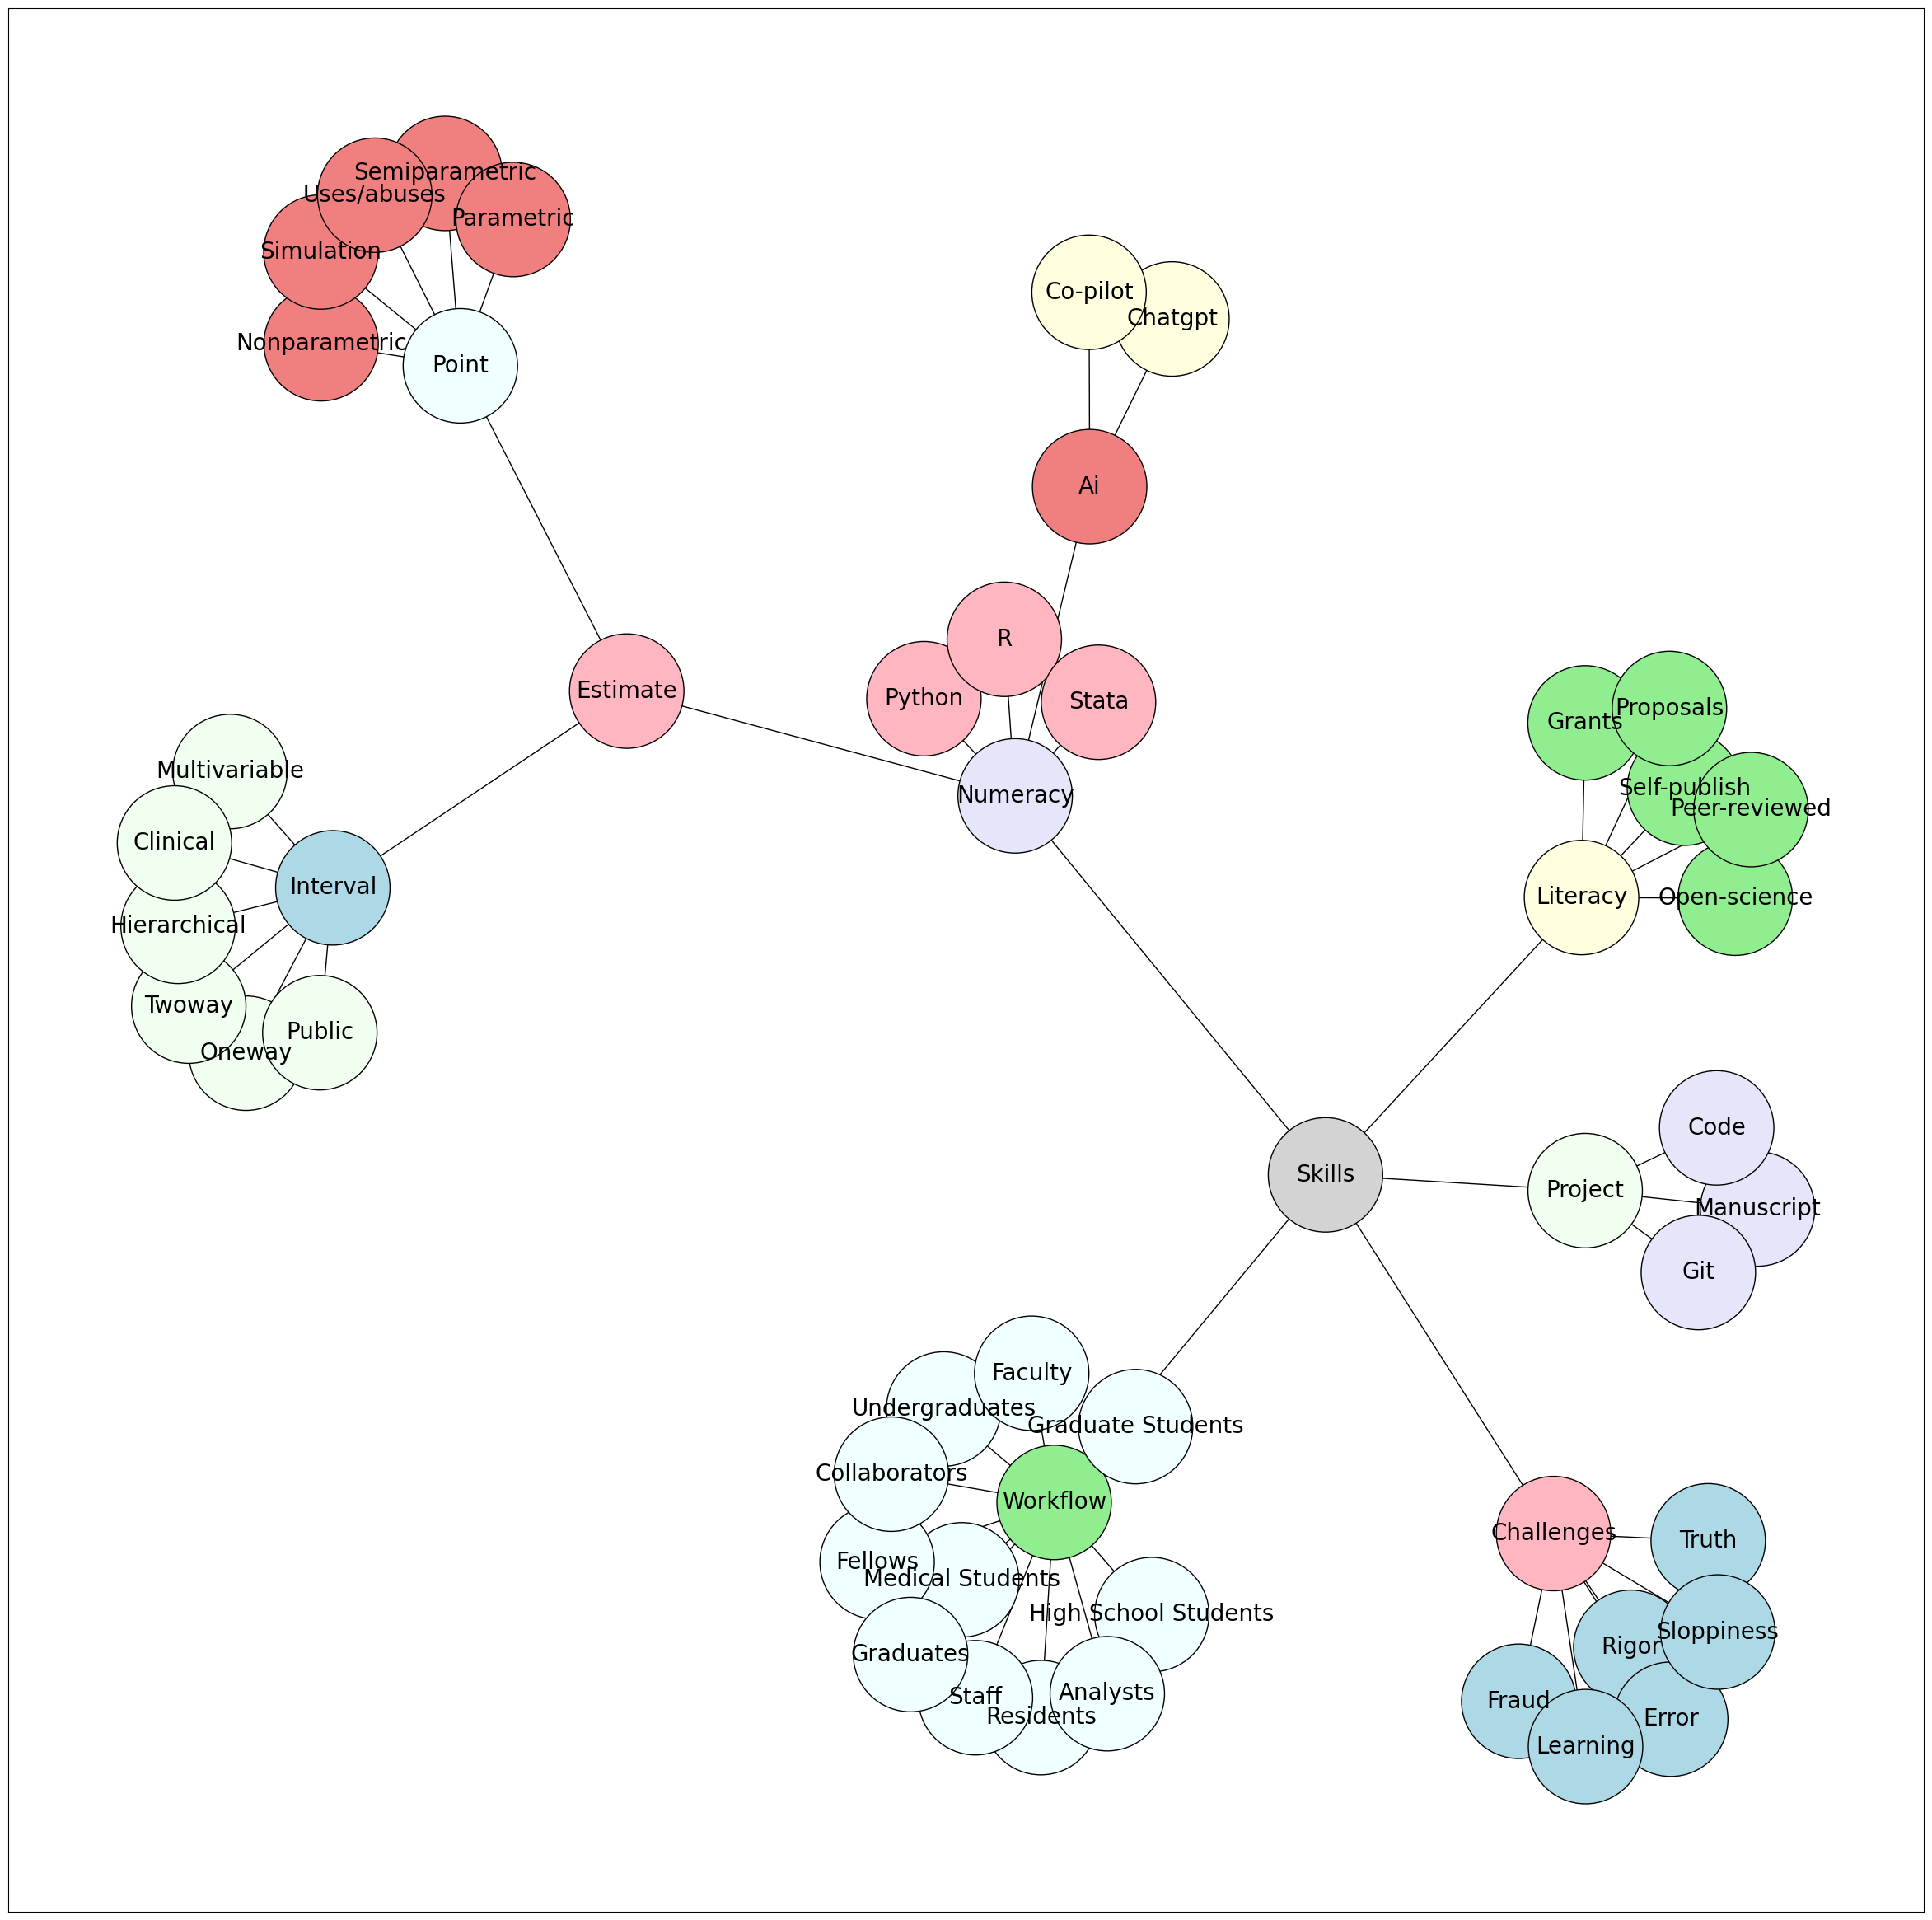 Semiparametric
Uses/abuses
Parametric
Simulation
Nonparametric
Point
Co-pilot
Chatgpt
Ai
R
Python
Stata
Estimate
Numeracy
Grants
Proposals
Self-publish
Peer-reviewed
Literacy
Open-science
Multivariable
Clinical
Interval
Hierarchical
Twoway
Public
Oneway
Code
Skills
Project
Manuscript
Git
Faculty
Undergraduates
Graduate Students
Collaborators
Workflow
Fellows
Medical Students
High School Students
Graduates
Staff
Analysts
Residents
Challenges
Truth
Rigor
Sloppiness
Fraud
Error
Learning